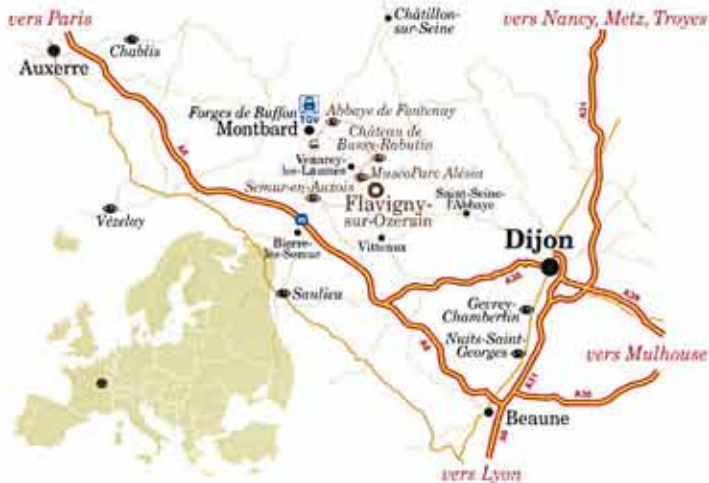 vers Paris
Auxerre
Chablis
Châtillon-
sur-Seine
vers Nancy, Metz, Troyes
A31
Forges de Buffon
TGV
Montbard
Abbaye de Fontenay
Château de
Bussy-Rabutin
Venarey-
les-Laumes
MuséoParc Alésia
Semur-en-Auxois
Flavigny-
sur-Ozerain
Saint-Seine-
l'Abbaye
A6
Vézelay
Bierre-
lès-Semur
Vitteaux
Dijon
A38
A39
Saulieu
Gevrey-
Chambertin
Nuits-Saint-
Georges
vers Mulhouse
A6
A31
A36
Beaune
A6
vers Lyon